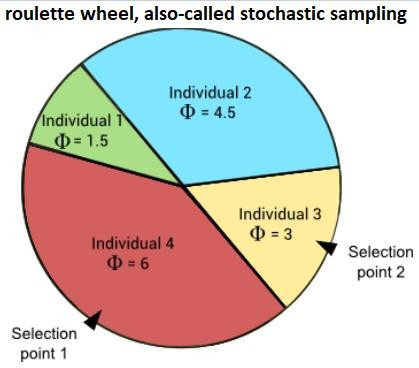 roulette wheel, also-called stochastic sampling
Individual 2
Φ = 4.5
Individual 1
Φ = 1.5
Individual 3
Φ = 3
Individual 4
Φ = 6
Selection
point 2
Selection
point 1